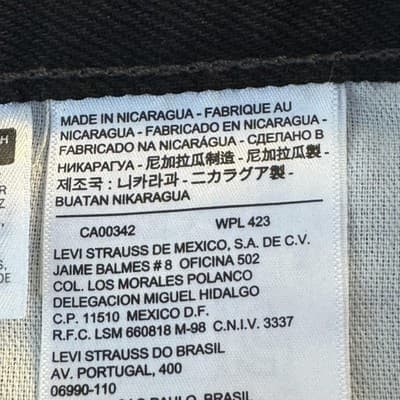 H
R
Z
S,
DE
MADE IN NICARAGUA - FABRIQUE AU
NICARAGUA - FABRICADO EN NICARAGUA -
FABRICADO NA NICARÁGUA - СДЕЛАНО В
НИКАРАГУА - 尼加拉瓜制造 - 尼加拉瓜製 -
제조국 : 니카라과 - ニカラグア製 -
BUATAN NIKARAGUA
CA00342 WPL 423
LEVI STRAUSS DE MEXICO, S.A. DE C.V.
JAIME BALMES # 8 OFICINA 502
COL. LOS MORALES POLANCO
DELEGACION MIGUEL HIDALGO
C.P. 11510 MEXICO D.F.
R.F.C. LSM 660818 M-98 C.N.I.V. 3337
LEVI STRAUSS DO BRASIL
AV. PORTUGAL, 400
06990-110